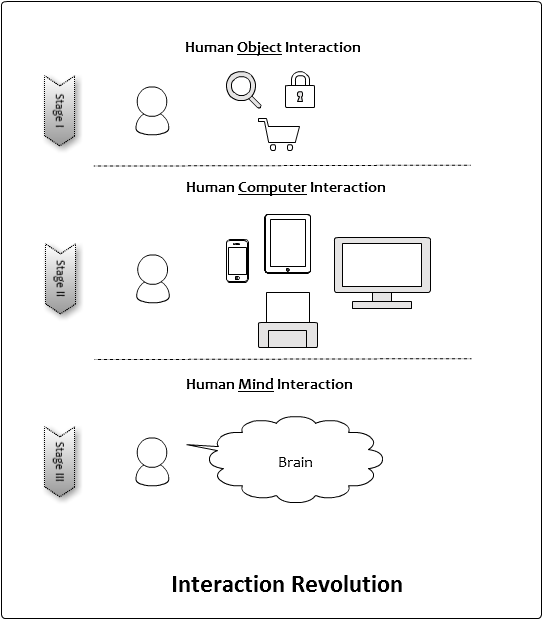 Human Object Interaction
Stage I
Human Computer Interaction
Stage II
Human Mind Interaction
Stage III
Brain
Interaction Revolution